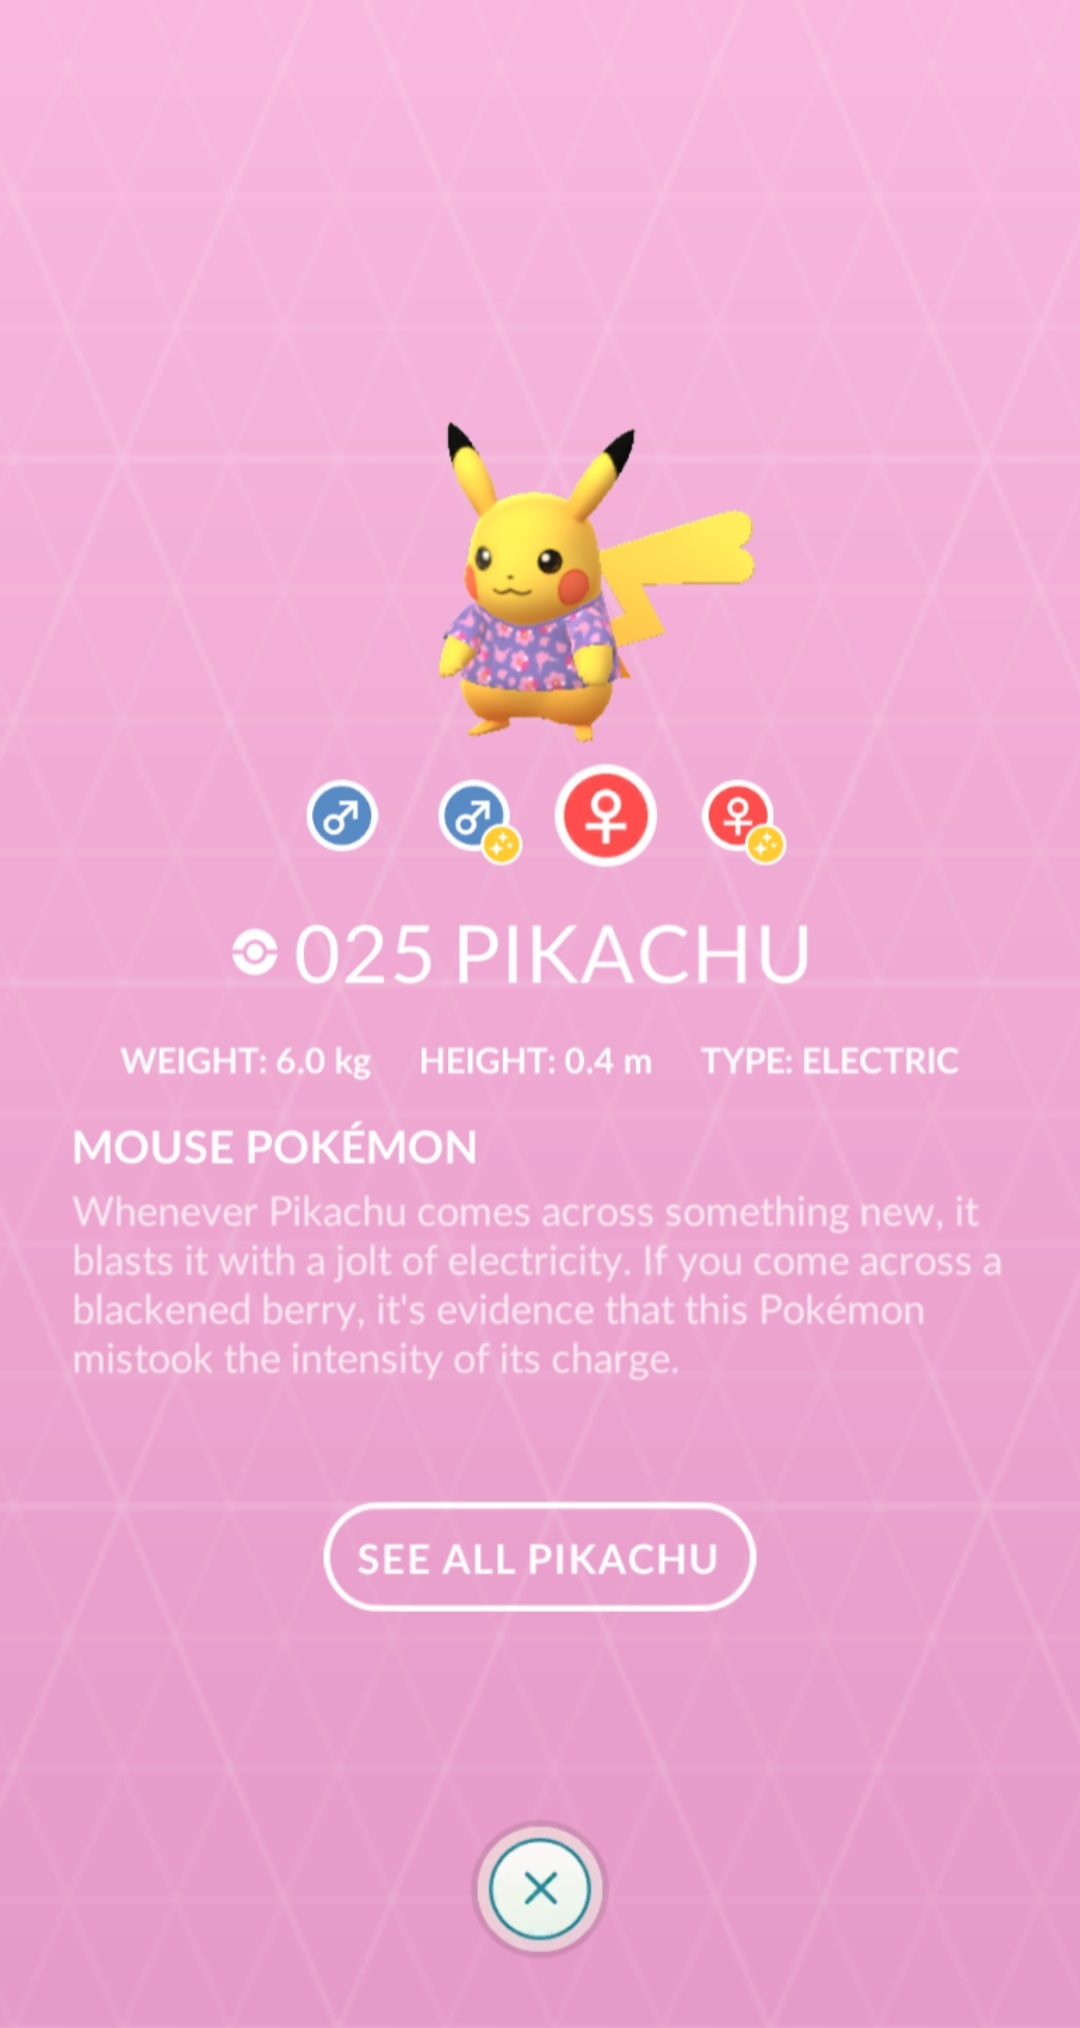 025 PIKACHU
WEIGHT: 6.0 kg HEIGHT: 0.4 m TYPE: ELECTRIC
MOUSE POKÉMON
Whenever Pikachu comes across something new, it
blasts it with a jolt of electricity. If you come across a
blackened berry, it's evidence that this Pokémon
mistook the intensity of its charge.
SEE ALL PIKACHU